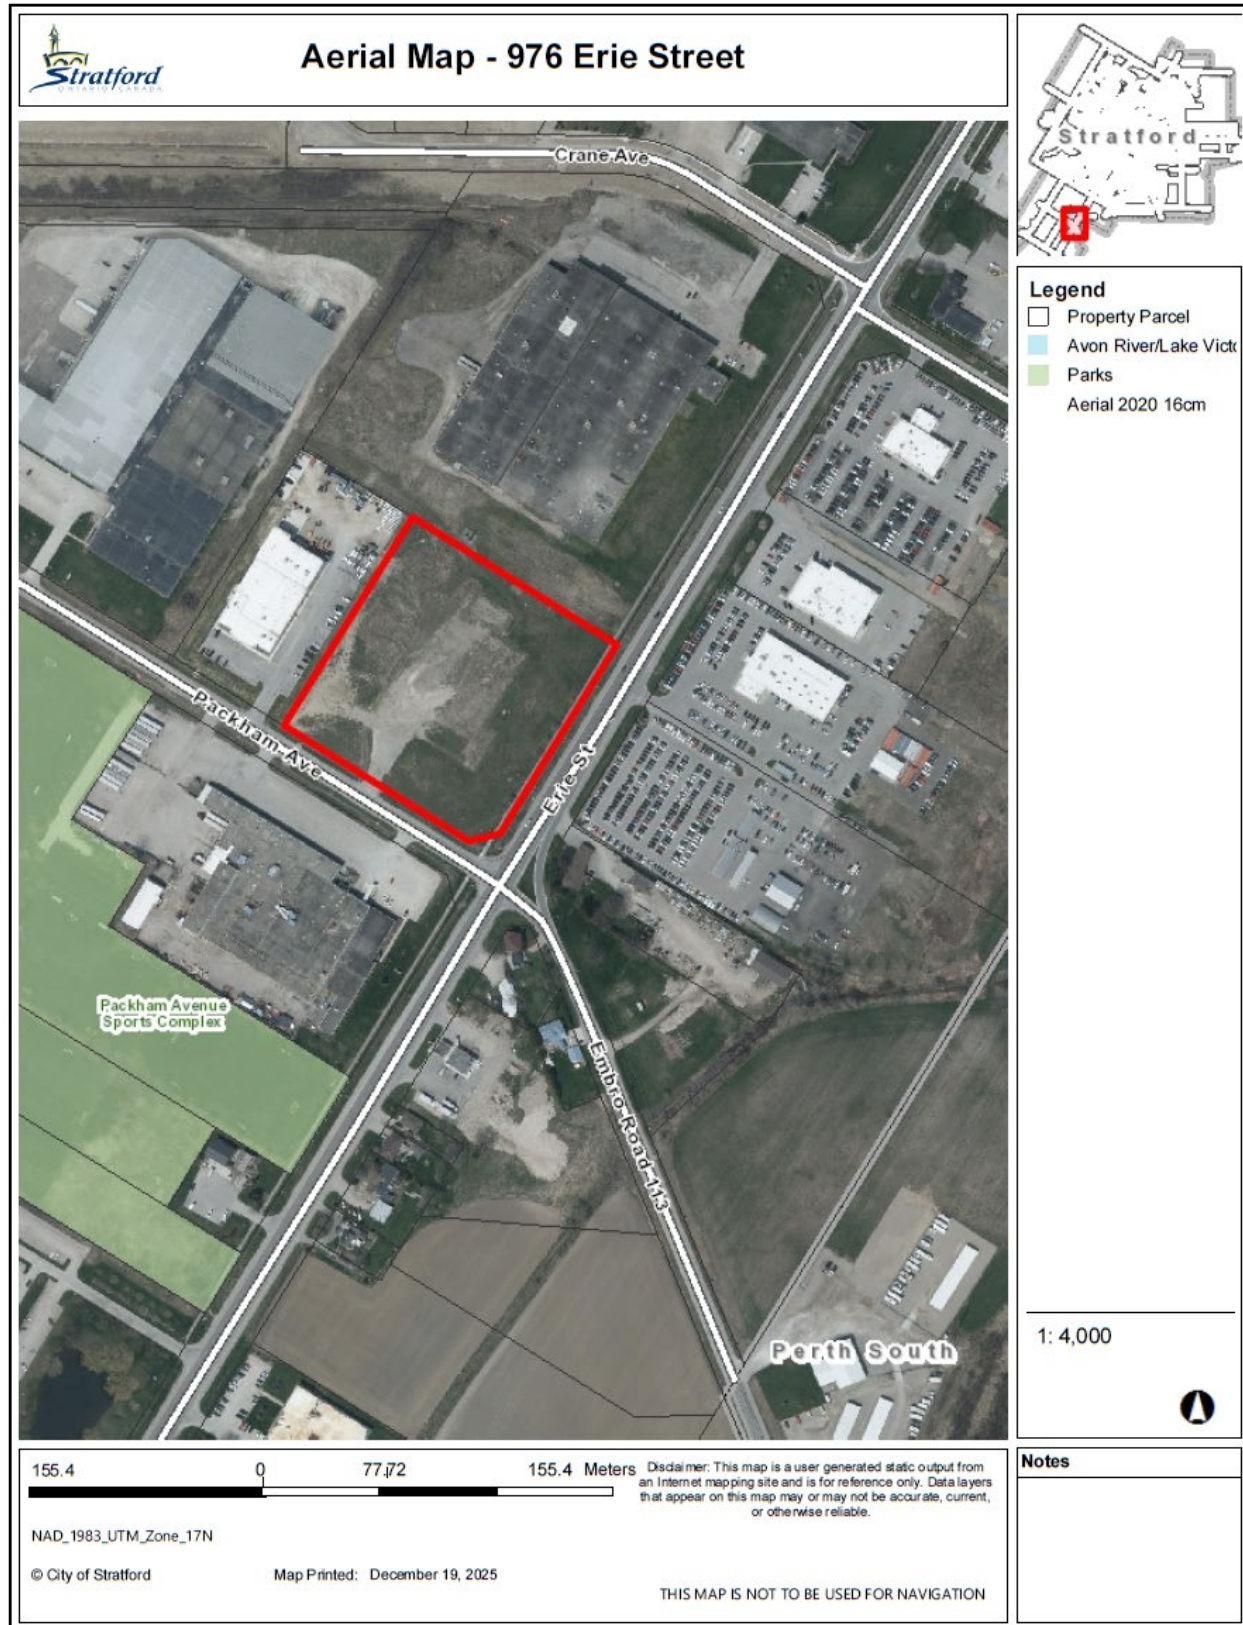 Stratford
ONTARIO CANADA
Aerial Map - 976 Erie Street
Stratford
Crane Ave
Legend
Property Parcel
Avon River/Lake Victo
Parks
Aerial 2020 16cm
Packham Ave
Erie St
Packham Avenue
Sports Complex
Embro Road 113
Perth South
1: 4,000
155.4 0 77.72 155.4 Meters
Disclaimer: This map is a user generated static output from
an Internet mapping site and is for reference only. Data layers
that appear on this map may or may not be accurate, current,
or otherwise reliable.
NAD_1983_UTM_Zone_17N
© City of Stratford
Map Printed: December 19, 2025
THIS MAP IS NOT TO BE USED FOR NAVIGATION
Notes